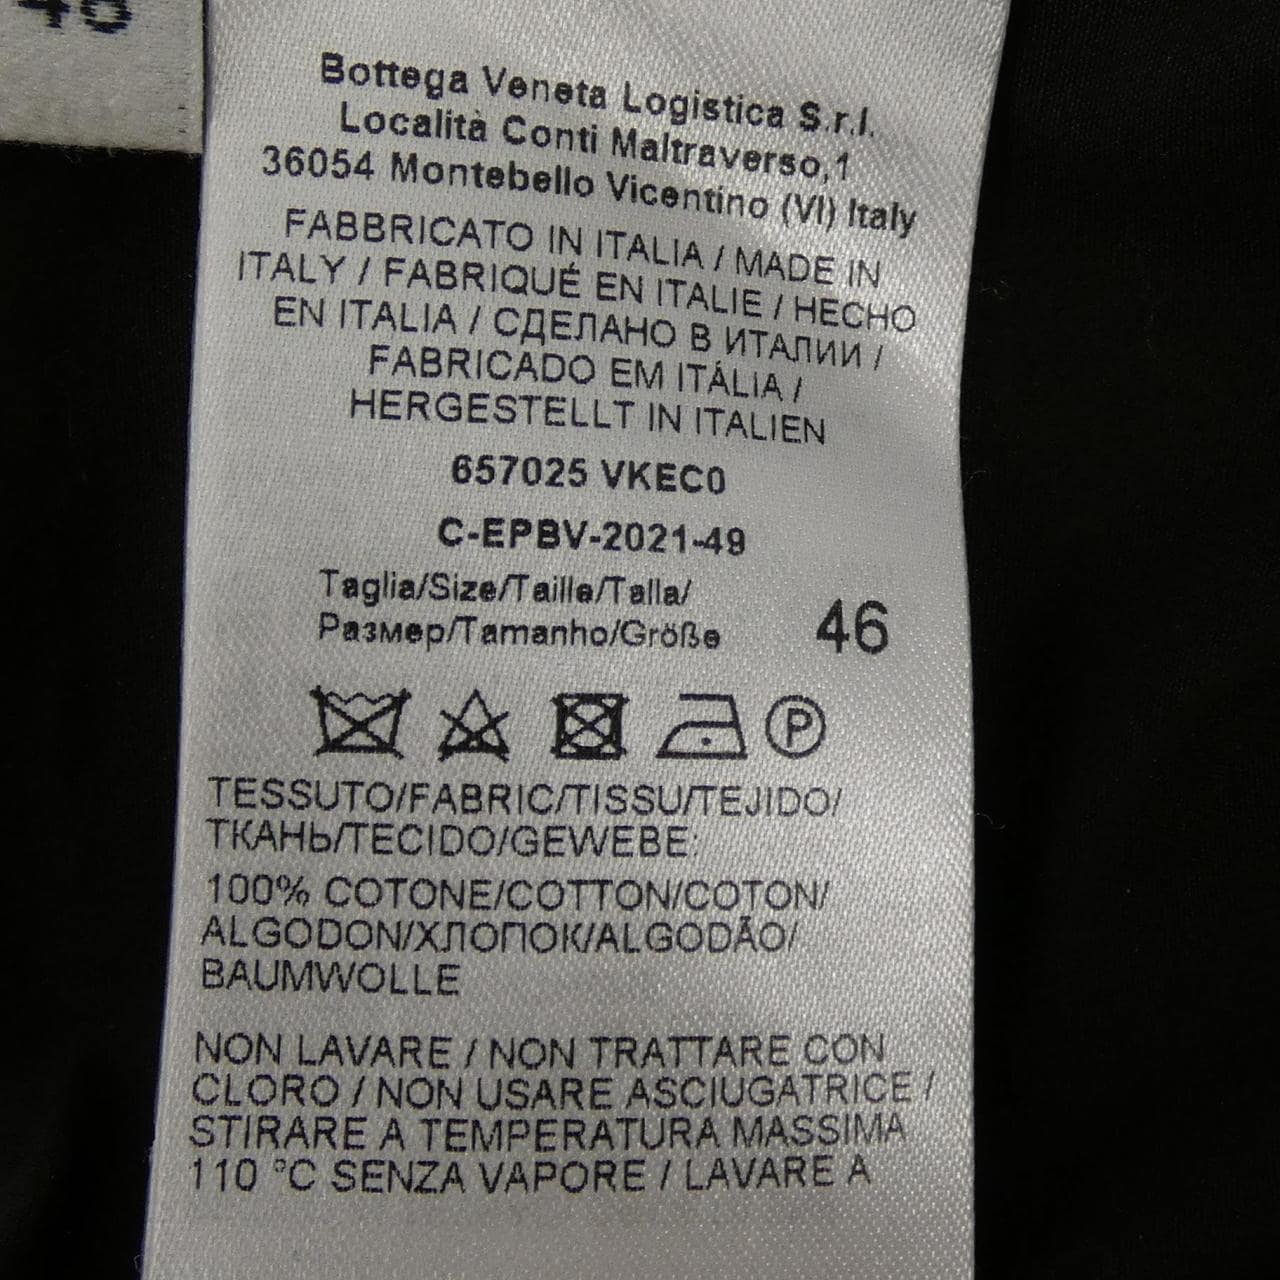 Bottega Veneta Logistica S.r.l.
Località Conti Maltraverso,1
36054 Montebello Vicentino (VI) Italy
FABBRICATO IN ITALIA / MADE IN
ITALY / FABRIQUÉ EN ITALIE / HECHO
EN ITALIA / СДЕЛАНО В ИТАЛИИ /
FABRICADO EM ITÁLIA /
HERGESTELLT IN ITALIEN
657025 VKEC0
C-EPBV-2021-49
Taglia/Size/Taille/Talla/
Размер/Tamanho/Größe
46
P
TESSUTO/FABRIC/TISSU/TEJIDO/
ТКАНЬ/TECIDO/GEWEBE:
100% COTONE/COTTON/COTON/
ALGODON/ХЛОПОК/ALGODÃO/
BAUMWOLLE
NON LAVARE / NON TRATTARE CON
CLORO / NON USARE ASCIUGATRICE /
STIRARE A TEMPERATURA MASSIMA
110 °C SENZA VAPORE / LAVARE A